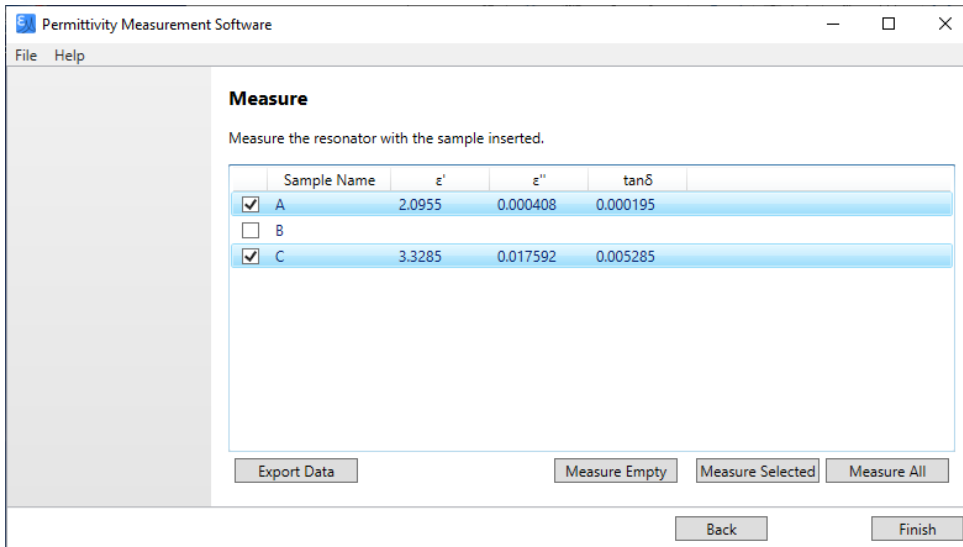 Permittivity Measurement Software
File Help
Measure
Measure the resonator with the sample inserted.
Sample Name ε' ε" tanδ
A 2.0955 0.000408 0.000195
B
C 3.3285 0.017592 0.005285
Export Data Measure Empty Measure Selected Measure All
Back Finish